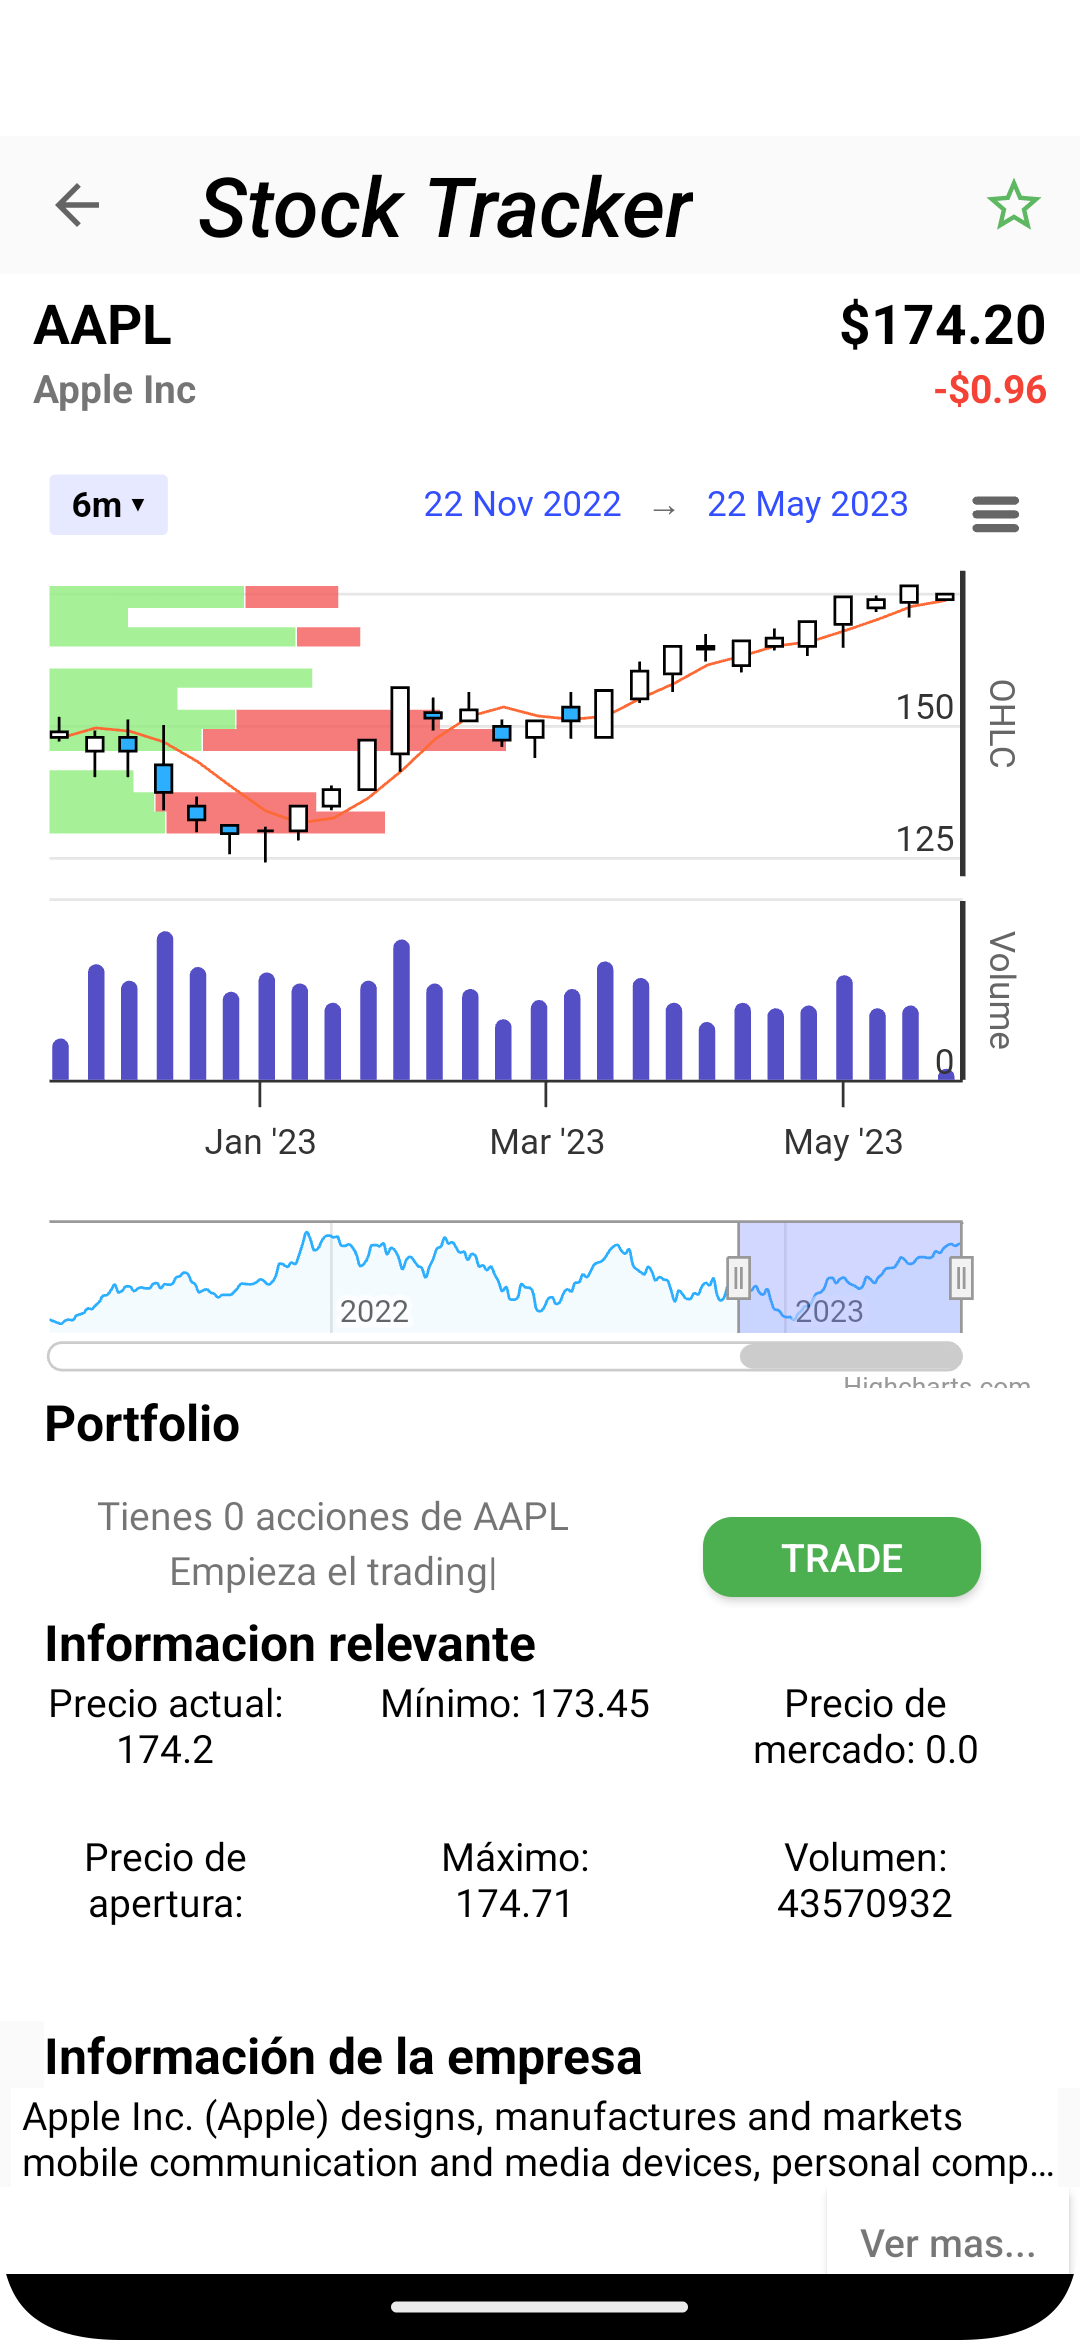 Stock Tracker
AAPL
$174.20
Apple Inc
-$0.96
6m ▾
22 Nov 2022 → 22 May 2023
OHLC
150
125
Volume
0
Jan '23
Mar '23
May '23
2022
2023
Highcharts.com
Portfolio
Tienes 0 acciones de AAPL
Empieza el trading|
TRADE
Informacion relevante
Precio actual:
174.2
Mínimo: 173.45
Precio de
mercado: 0.0
Precio de
apertura:
Máximo:
174.71
Volumen:
43570932
Información de la empresa
Apple Inc. (Apple) designs, manufactures and markets
mobile communication and media devices, personal comp...
Ver mas...